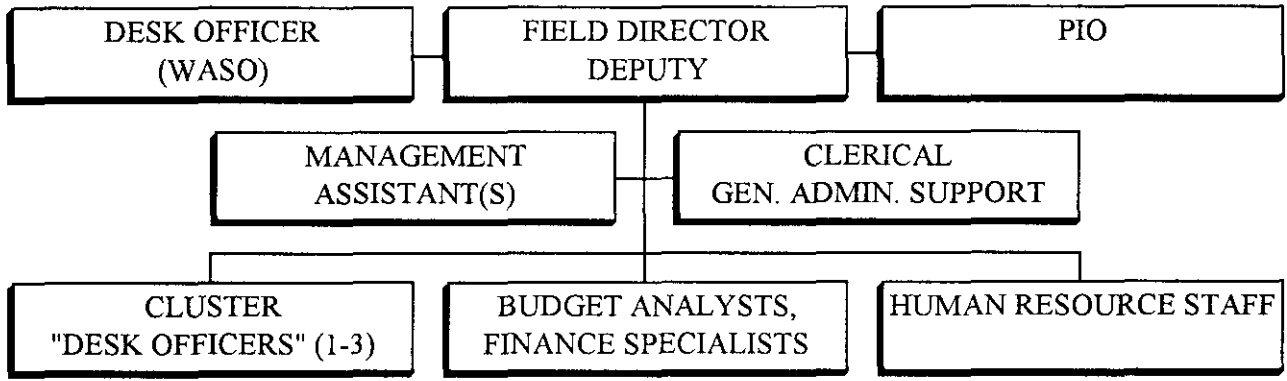 DESK OFFICER
(WASO)
FIELD DIRECTOR
DEPUTY
PIO
MANAGEMENT
ASSISTANT(S)
CLERICAL
GEN. ADMIN. SUPPORT
CLUSTER
"DESK OFFICERS" (1-3)
BUDGET ANALYSTS,
FINANCE SPECIALISTS
HUMAN RESOURCE STAFF